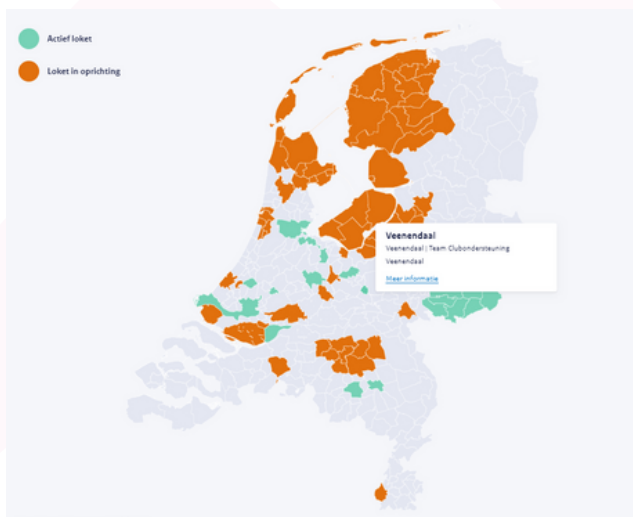 Actief loket
Loket in oprichting
Veenendaal
Veenendaal | Team Clubondersteuning
Veenendaal
Meer informatie